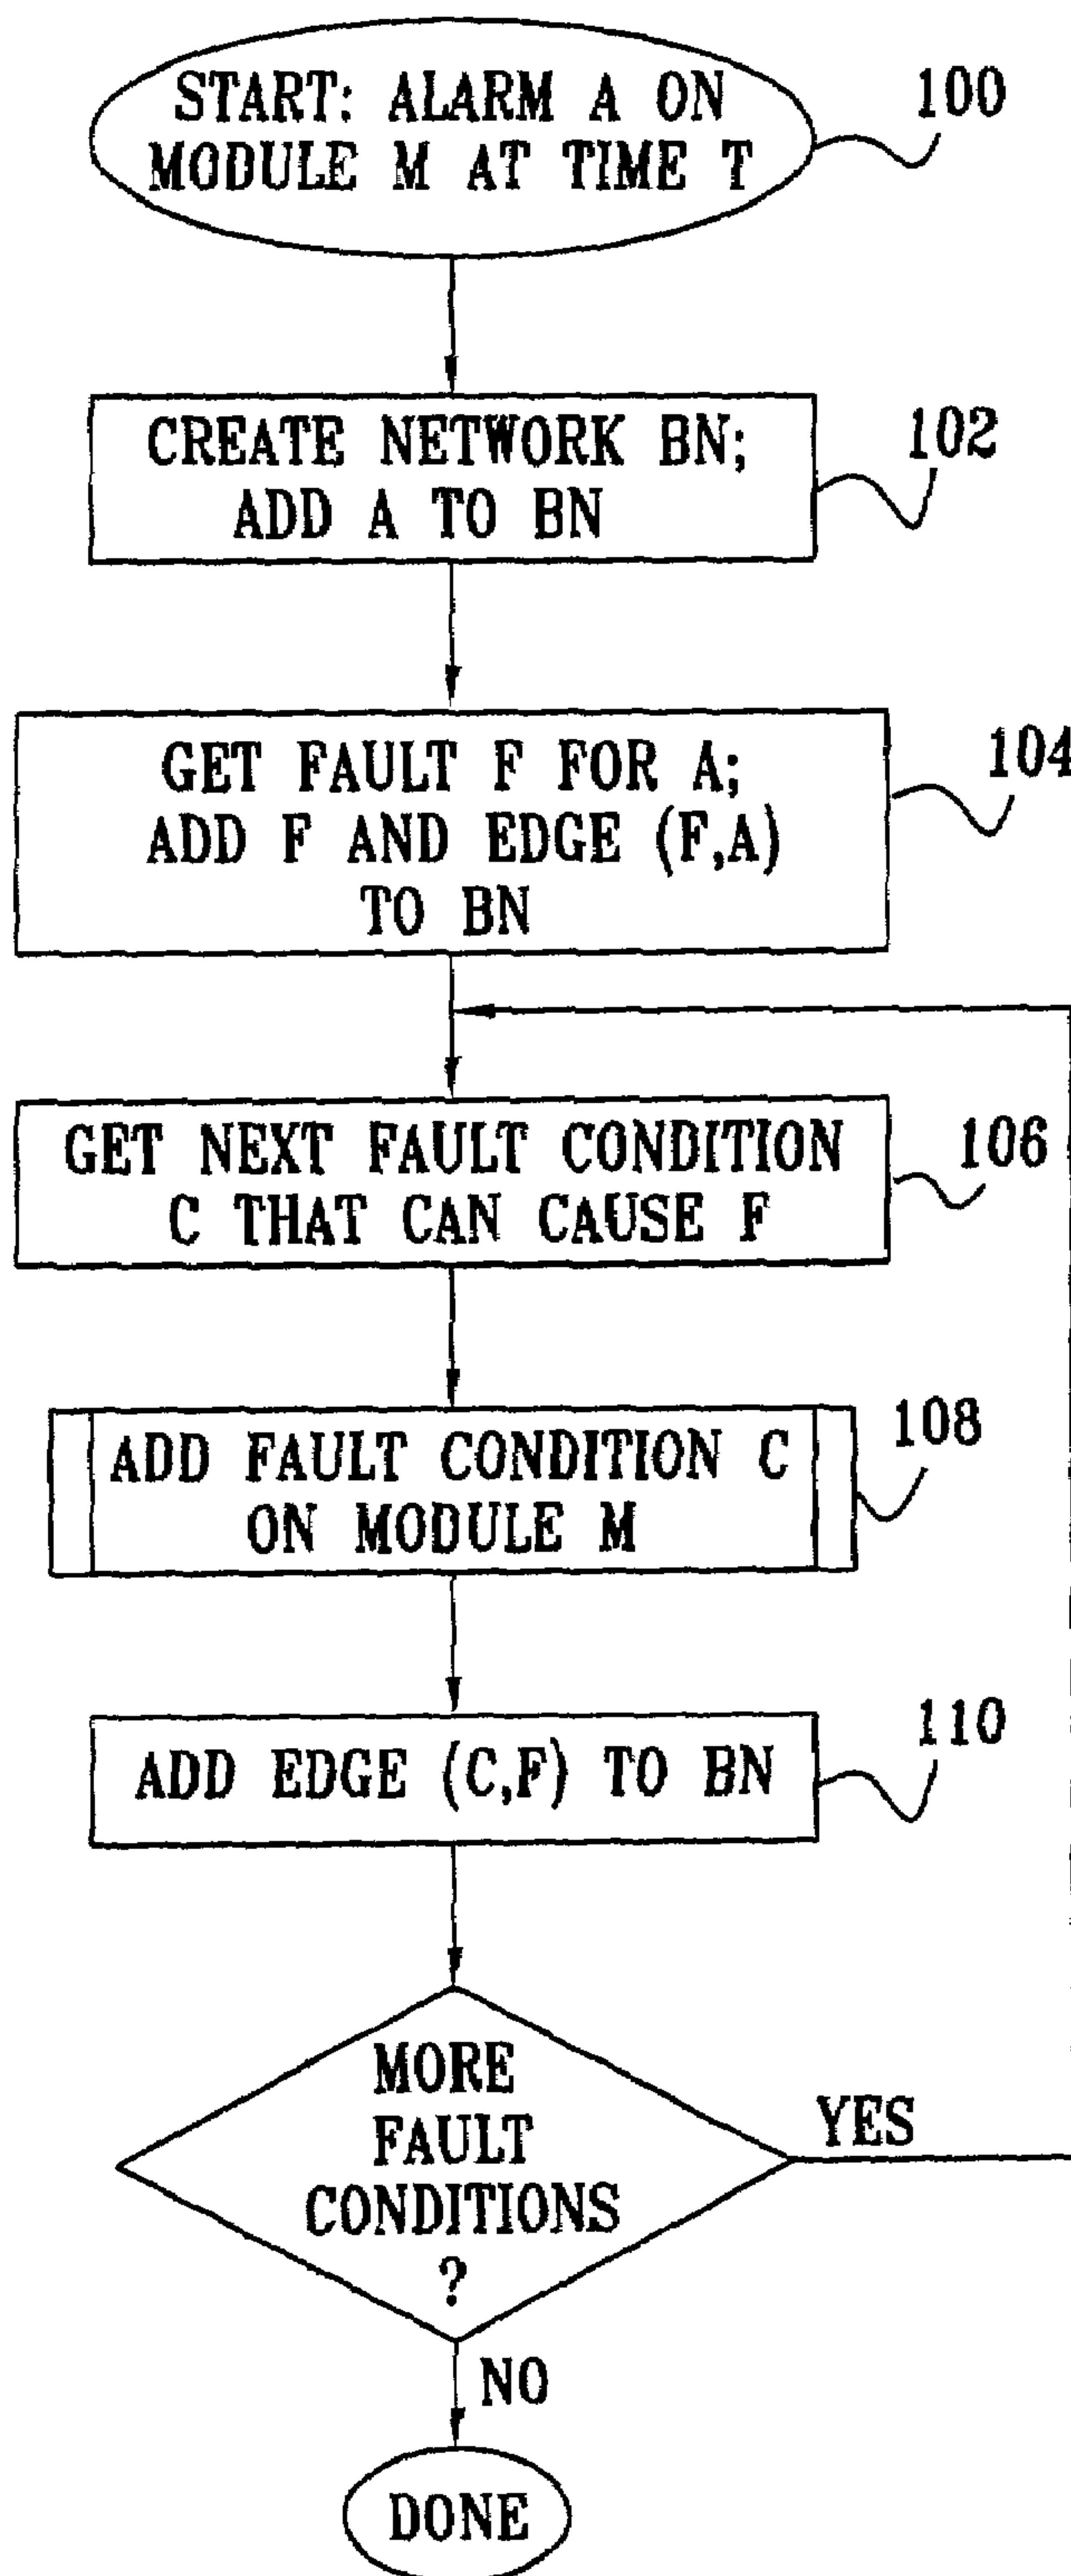 START: ALARM A ON
MODULE M AT TIME T
100
CREATE NETWORK BN;
ADD A TO BN
102
GET FAULT F FOR A;
ADD F AND EDGE (F,A)
TO BN
104
GET NEXT FAULT CONDITION
C THAT CAN CAUSE F
106
ADD FAULT CONDITION C
ON MODULE M
108
ADD EDGE (C,F) TO BN
110
MORE
FAULT
CONDITIONS
?
YES
NO
DONE